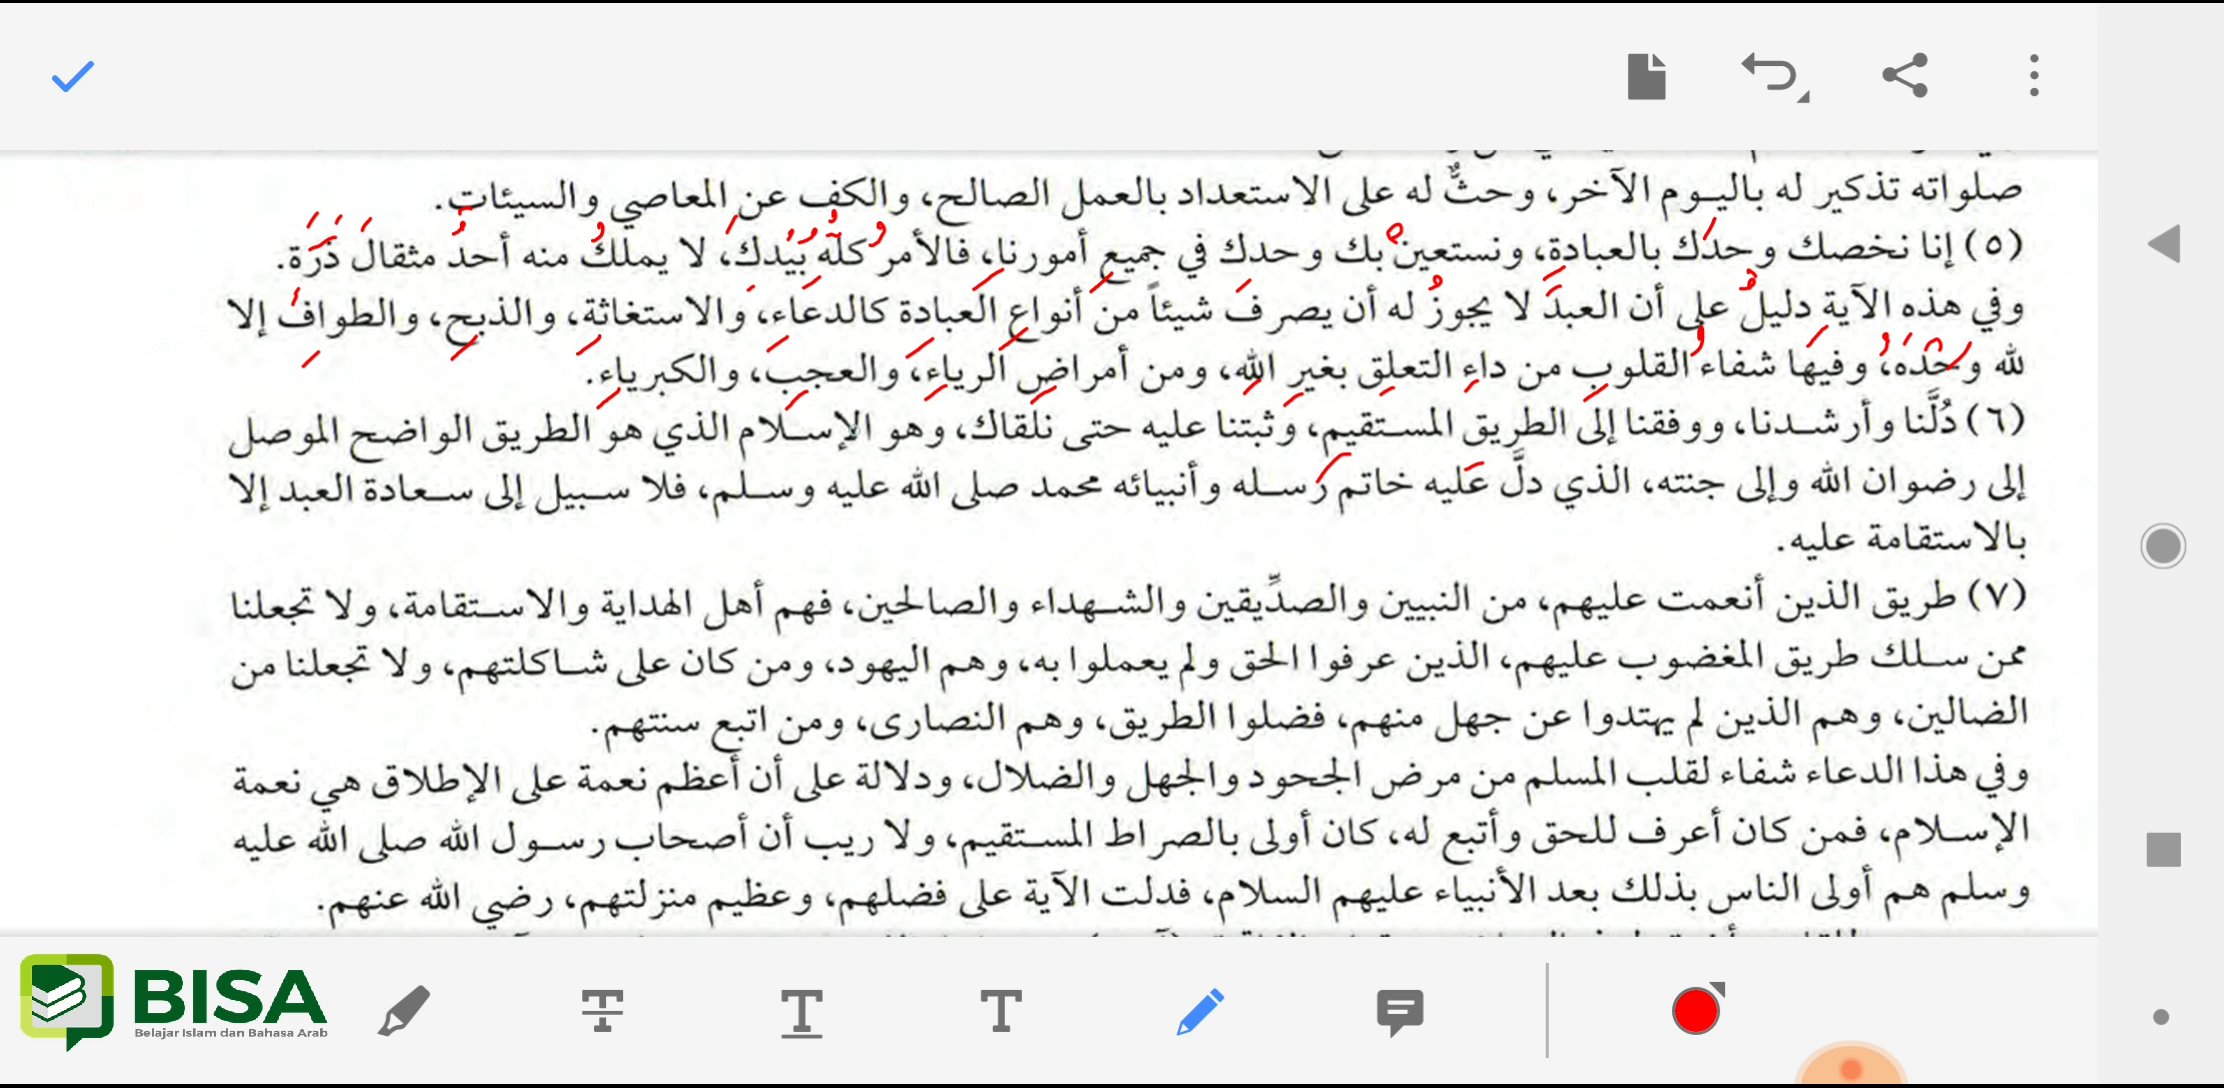 صلواته تذكير له باليوم الآخر، وحثٌّ له على الاستعداد بالعمل الصالح، والكف عن المعاصي والسيئات.
(٥) إنا نخصك وحدَك بالعبادةِ، ونستعينُ بك وحدك في جميعِ أمورِنا، فالأمرُ كلُّه بِيَدِكَ، لا يملكُ منه أحدٌ مثقالَ ذَرَّة.
وفي هذه الآيةِ دليلٌ على أن العبدَ لا يجوزُ له أن يصرفَ شيئاً من أنواعِ العبادةِ كالدعاءِ، والاستغاثةِ، والذبحِ، والطوافِ إلا
لله وَحْدَهُ، وفيها شفاءُ القلوبِ من داءِ التعلقِ بغيرِ اللهِ، ومن أمراضِ الرياءِ، والعجبِ، والكبرياءِ.
(٦) دُلَّنا وأرشدنا، ووفقنا إلى الطريق المستقيم، وثبتنا عليه حتى نلقاك، وهو الإسلام الذي هو الطريق الواضح الموصل
إلى رضوان الله وإلى جنته، الذي دلَّ عَليه خاتم رُسله وأنبيائه محمد صلى الله عليه وسلم، فلا سبيل إلى سعادة العبد إلا
بالاستقامة عليه.
(٧) طريق الذين أنعمت عليهم، من النبيين والصدِّيقين والشهداء والصالحين، فهم أهل الهداية والاستقامة، ولا تجعلنا
ممن سلك طريق المغضوب عليهم، الذين عرفوا الحق ولم يعملوا به، وهم اليهود، ومن كان على شاكلتهم، ولا تجعلنا من
الضالين، وهم الذين لم يهتدوا عن جهل منهم، فضلوا الطريق، وهم النصارى، ومن اتبع سنتهم.
وفي هذا الدعاء شفاء لقلب المسلم من مرض الجحود والجهل والضلال، ودلالة على أن أعظم نعمة على الإطلاق هي نعمة
الإسلام، فمن كان أعرف للحق وأتبع له، كان أولى بالصراط المستقيم، ولا ريب أن أصحاب رسول الله صلى الله عليه
وسلم هم أولى الناس بذلك بعد الأنبياء عليهم السلام، فدلت الآية على فضلهم، وعظيم منزلتهم، رضي الله عنهم.
BISA
Belajar Islam dan Bahasa Arab